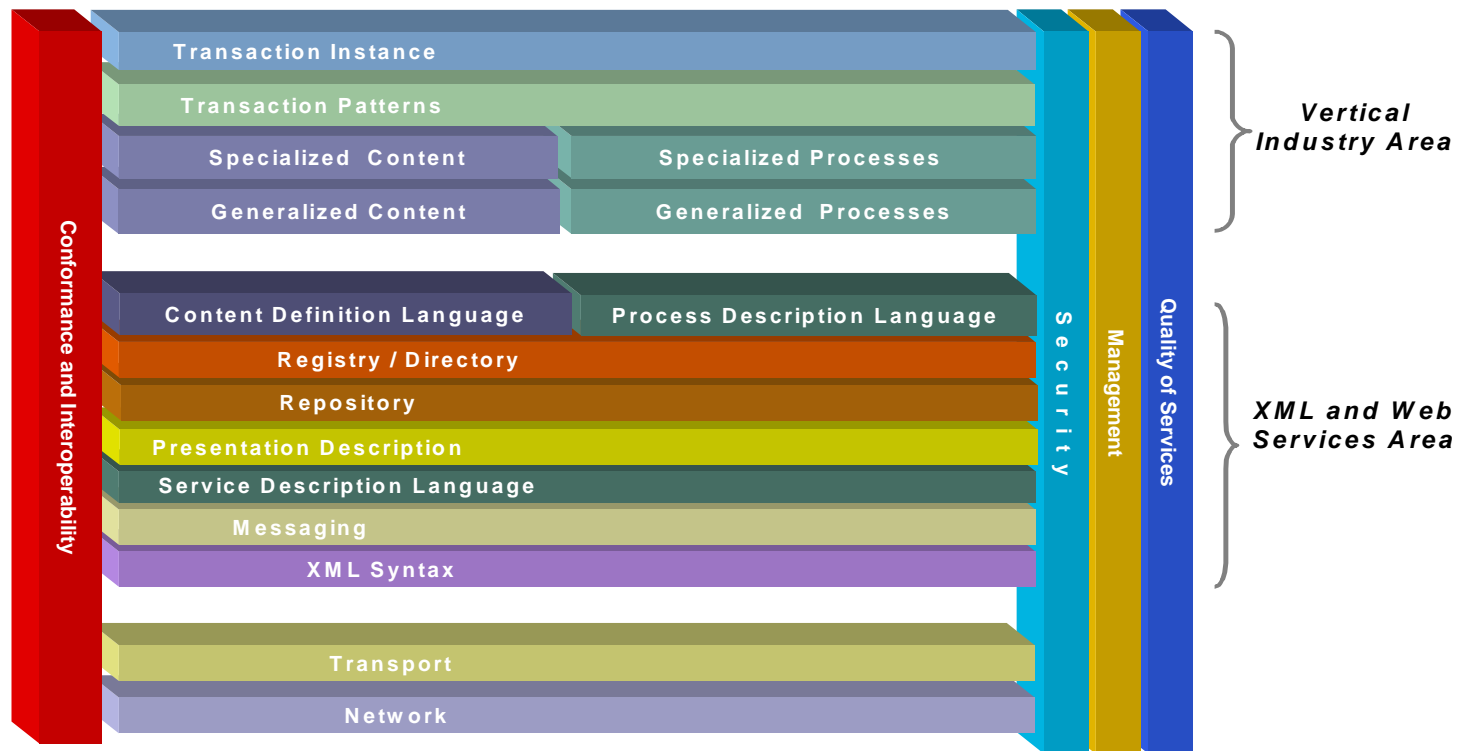 Transaction Instance
Transaction Patterns
Specialized Content
Specialized Processes
Generalized Content
Generalized Processes
Content Definition Language
Process Description Language
Registry / Directory
Repository
Presentation Description
Service Description Language
Messaging
XML Syntax
Transport
Network
Conformance and Interoperability
Security
Management
Quality of Services
Vertical
Industry Area
XML and Web
Services Area